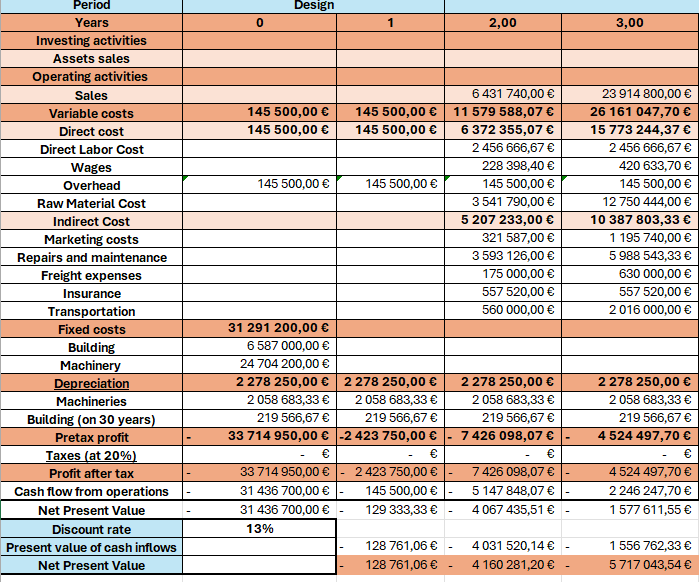 Period Design
Years 0 1 2,00 3,00
Investing activities
Assets sales
Operating activities
Sales 6 431 740,00 € 23 914 800,00 €
Variable costs 145 500,00 € 145 500,00 € 11 579 588,07 € 26 161 047,70 €
Direct cost 145 500,00 € 145 500,00 € 6 372 355,07 € 15 773 244,37 €
Direct Labor Cost 2 456 666,67 € 2 456 666,67 €
Wages 228 398,40 € 420 633,70 €
Overhead 145 500,00 € 145 500,00 € 145 500,00 € 145 500,00 €
Raw Material Cost 3 541 790,00 € 12 750 444,00 €
Indirect Cost 5 207 233,00 € 10 387 803,33 €
Marketing costs 321 587,00 € 1 195 740,00 €
Repairs and maintenance 3 593 126,00 € 5 988 543,33 €
Freight expenses 175 000,00 € 630 000,00 €
Insurance 557 520,00 € 557 520,00 €
Transportation 560 000,00 € 2 016 000,00 €
Fixed costs 31 291 200,00 €
Building 6 587 000,00 €
Machinery 24 704 200,00 €
Depreciation 2 278 250,00 € 2 278 250,00 € 2 278 250,00 € 2 278 250,00 €
Machineries 2 058 683,33 € 2 058 683,33 € 2 058 683,33 € 2 058 683,33 €
Building (on 30 years) 219 566,67 € 219 566,67 € 219 566,67 € 219 566,67 €
Pretax profit - 33 714 950,00 € -2 423 750,00 € - 7 426 098,07 € - 4 524 497,70 €
Taxes (at 20%) - € - € - € - €
Profit after tax - 33 714 950,00 € - 2 423 750,00 € - 7 426 098,07 € - 4 524 497,70 €
Cash flow from operations - 31 436 700,00 € - 145 500,00 € - 5 147 848,07 € - 2 246 247,70 €
Net Present Value - 31 436 700,00 € - 129 333,33 € - 4 067 435,51 € - 1 577 611,55 €
Discount rate 13%
Present value of cash inflows - 128 761,06 € - 4 031 520,14 € - 1 556 762,33 €
Net Present Value - 128 761,06 € - 4 160 281,20 € - 5 717 043,54 €